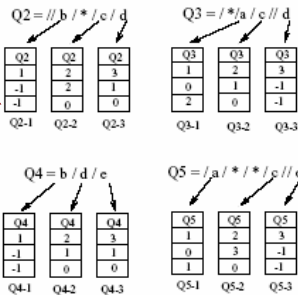 Q2 = // b / * / c / d
Q2 Q2 Q2
1 2 3
-1 2 1
-1 0 0
Q2-1 Q2-2 Q2-3
Q3 = / */a / c // d
Q3 Q3 Q3
1 2 3
0 1 -1
2 0 -1
Q3-1 Q3-2 Q3-3
Q4 = b / d / e
Q4 Q4 Q4
1 2 3
-1 1 1
-1 0 0
Q4-1 Q4-2 Q4-3
Q5 = / a / * / * / c //
Q5 Q5 Q5
1 2 3
0 3 -1
1 0 -1
Q5-1 Q5-2 Q5-3